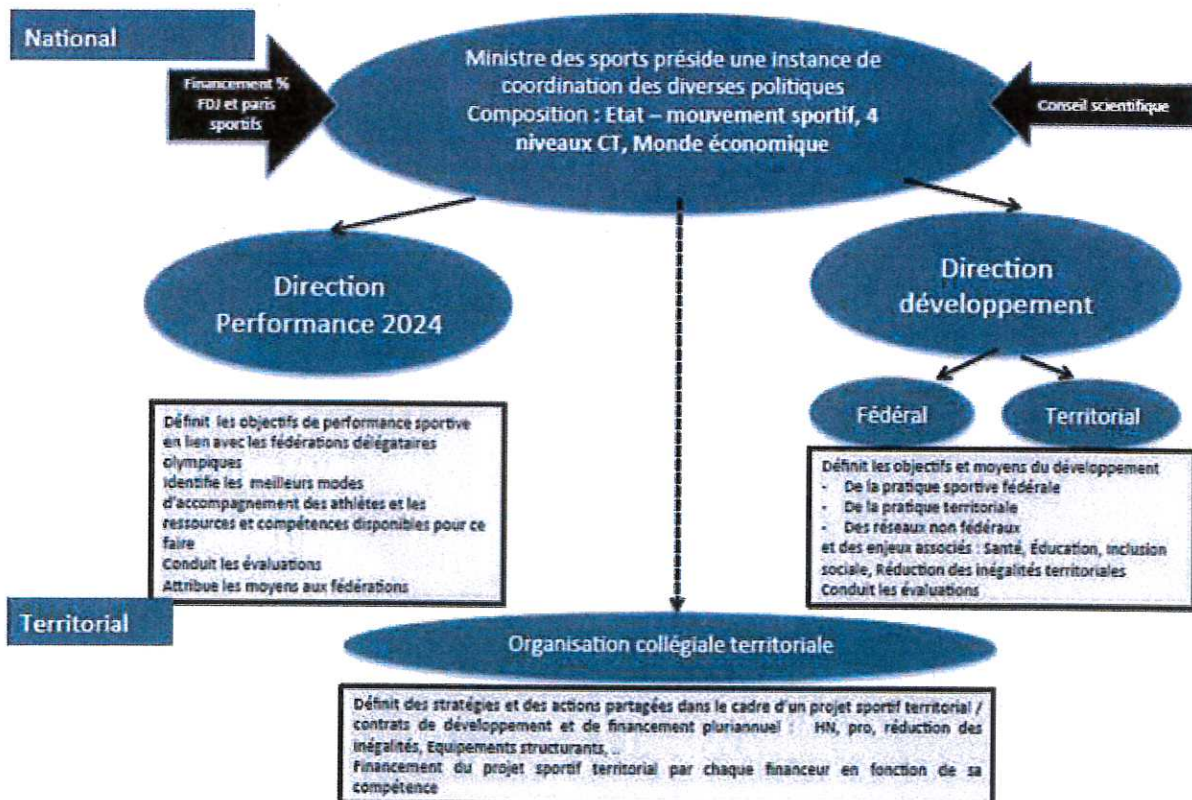 National
Financement %
FDJ et paris
sportifs
Ministre des sports préside une instance de
coordination des diverses politiques
Composition : Etat – mouvement sportif, 4
niveaux CT, Monde économique
Conseil scientifique
Direction
Performance 2024
Direction
développement
Fédéral
Territorial
Définit les objectifs de performance sportive
en lien avec les fédérations délégataires
olympiques
Identifie les meilleurs modes
d'accompagnement des athlètes et les
ressources et compétences disponibles pour ce
faire
Conduit les évaluations
Attribue les moyens aux fédérations
Définit les objectifs et moyens du développement
- De la pratique sportive fédérale
- De la pratique territoriale
- Des réseaux non fédéraux
et des enjeux associés : Santé, Éducation, Inclusion
sociale, Réduction des inégalités territoriales
Conduit les évaluations
Territorial
Organisation collégiale territoriale
Définit des stratégies et des actions partagées dans le cadre d'un projet sportif territorial /
contrats de développement et de financement pluriannuel : HN, pro, réduction des
inégalités, Equipements structurants, ..
Financement du projet sportif territorial par chaque financeur en fonction de sa
compétence